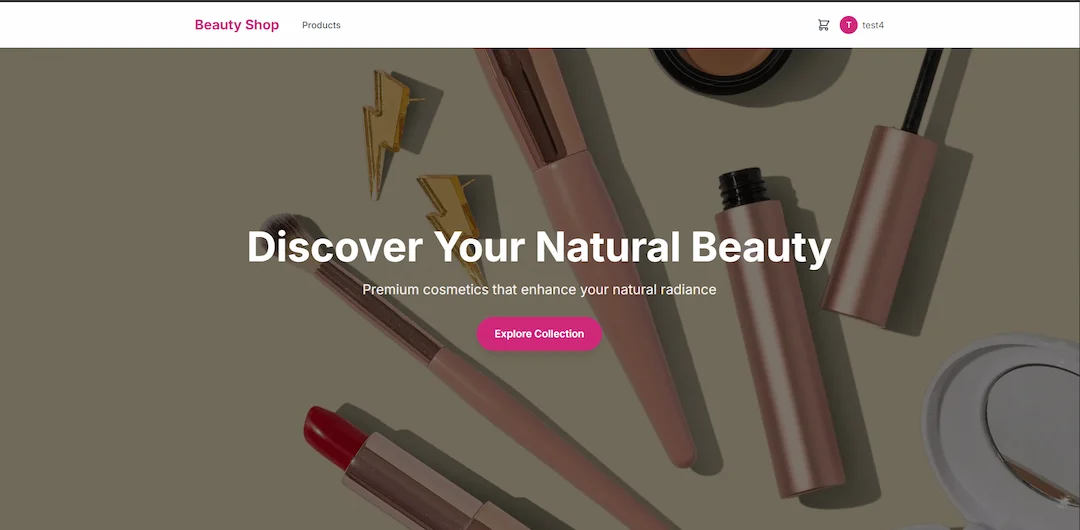 Beauty Shop
Products
T
test4
Discover Your Natural Beauty
Premium cosmetics that enhance your natural radiance
Explore Collection